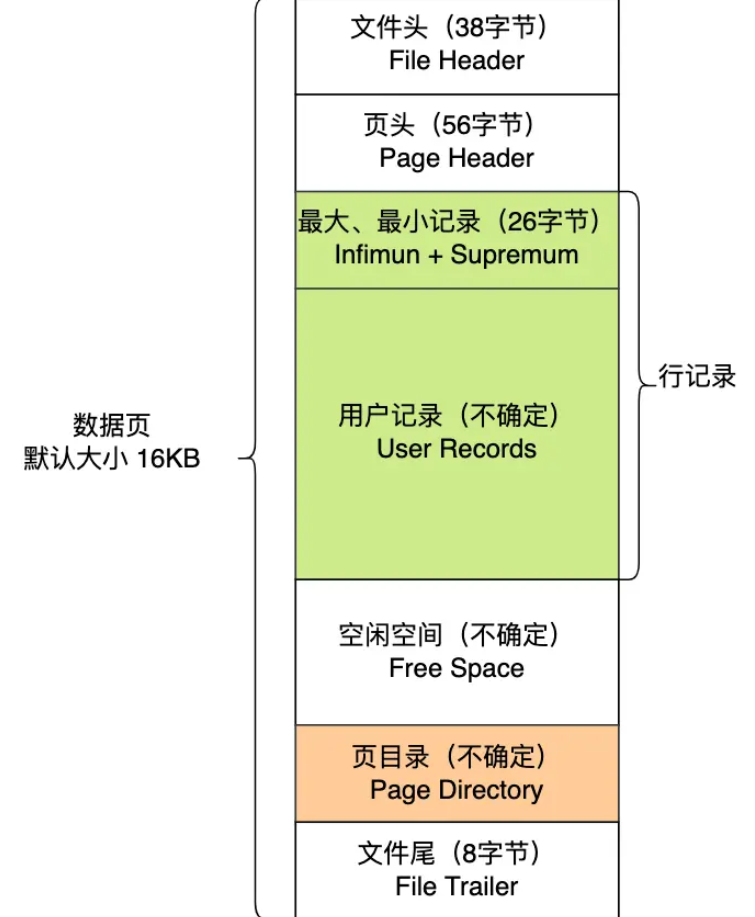 文件头（38字节）
File Header
页头（56字节）
Page Header
最大、最小记录（26字节）
Infimun + Supremum
用户记录（不确定）
User Records
行记录
数据页
默认大小 16KB
空闲空间（不确定）
Free Space
页目录（不确定）
Page Directory
文件尾（8字节）
File Trailer